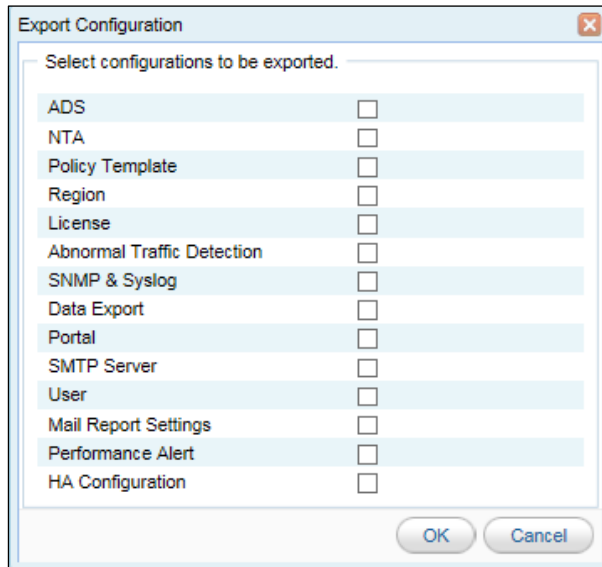 Export Configuration
Select configurations to be exported.
ADS
NTA
Policy Template
Region
License
Abnormal Traffic Detection
SNMP & Syslog
Data Export
Portal
SMTP Server
User
Mail Report Settings
Performance Alert
HA Configuration
OK Cancel